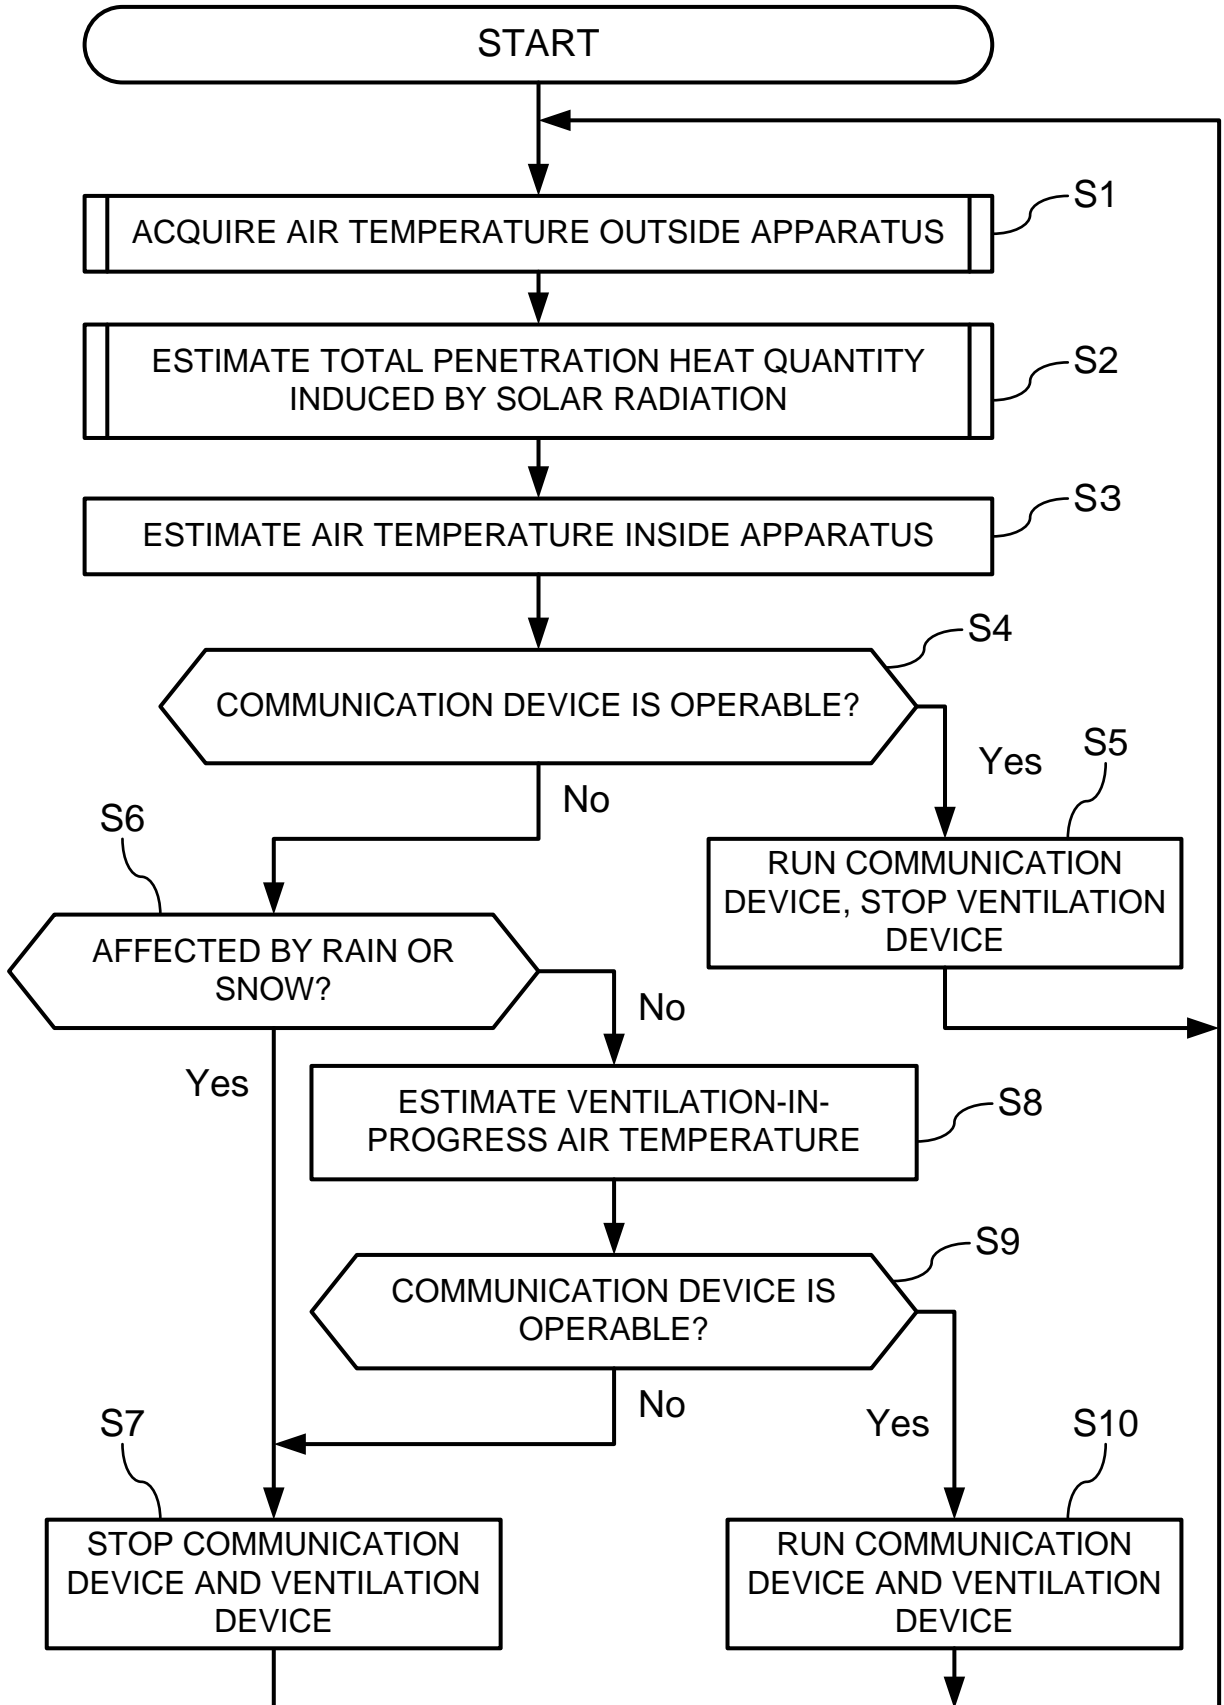 START
ACQUIRE AIR TEMPERATURE OUTSIDE APPARATUS
S1
ESTIMATE TOTAL PENETRATION HEAT QUANTITY
INDUCED BY SOLAR RADIATION
S2
ESTIMATE AIR TEMPERATURE INSIDE APPARATUS
S3
COMMUNICATION DEVICE IS OPERABLE?
S4
Yes
No
S5
RUN COMMUNICATION
DEVICE, STOP VENTILATION
DEVICE
S6
AFFECTED BY RAIN OR
SNOW?
No
Yes
ESTIMATE VENTILATION-IN-
PROGRESS AIR TEMPERATURE
S8
COMMUNICATION DEVICE IS
OPERABLE?
S9
No
Yes
S7
STOP COMMUNICATION
DEVICE AND VENTILATION
DEVICE
S10
RUN COMMUNICATION
DEVICE AND VENTILATION
DEVICE